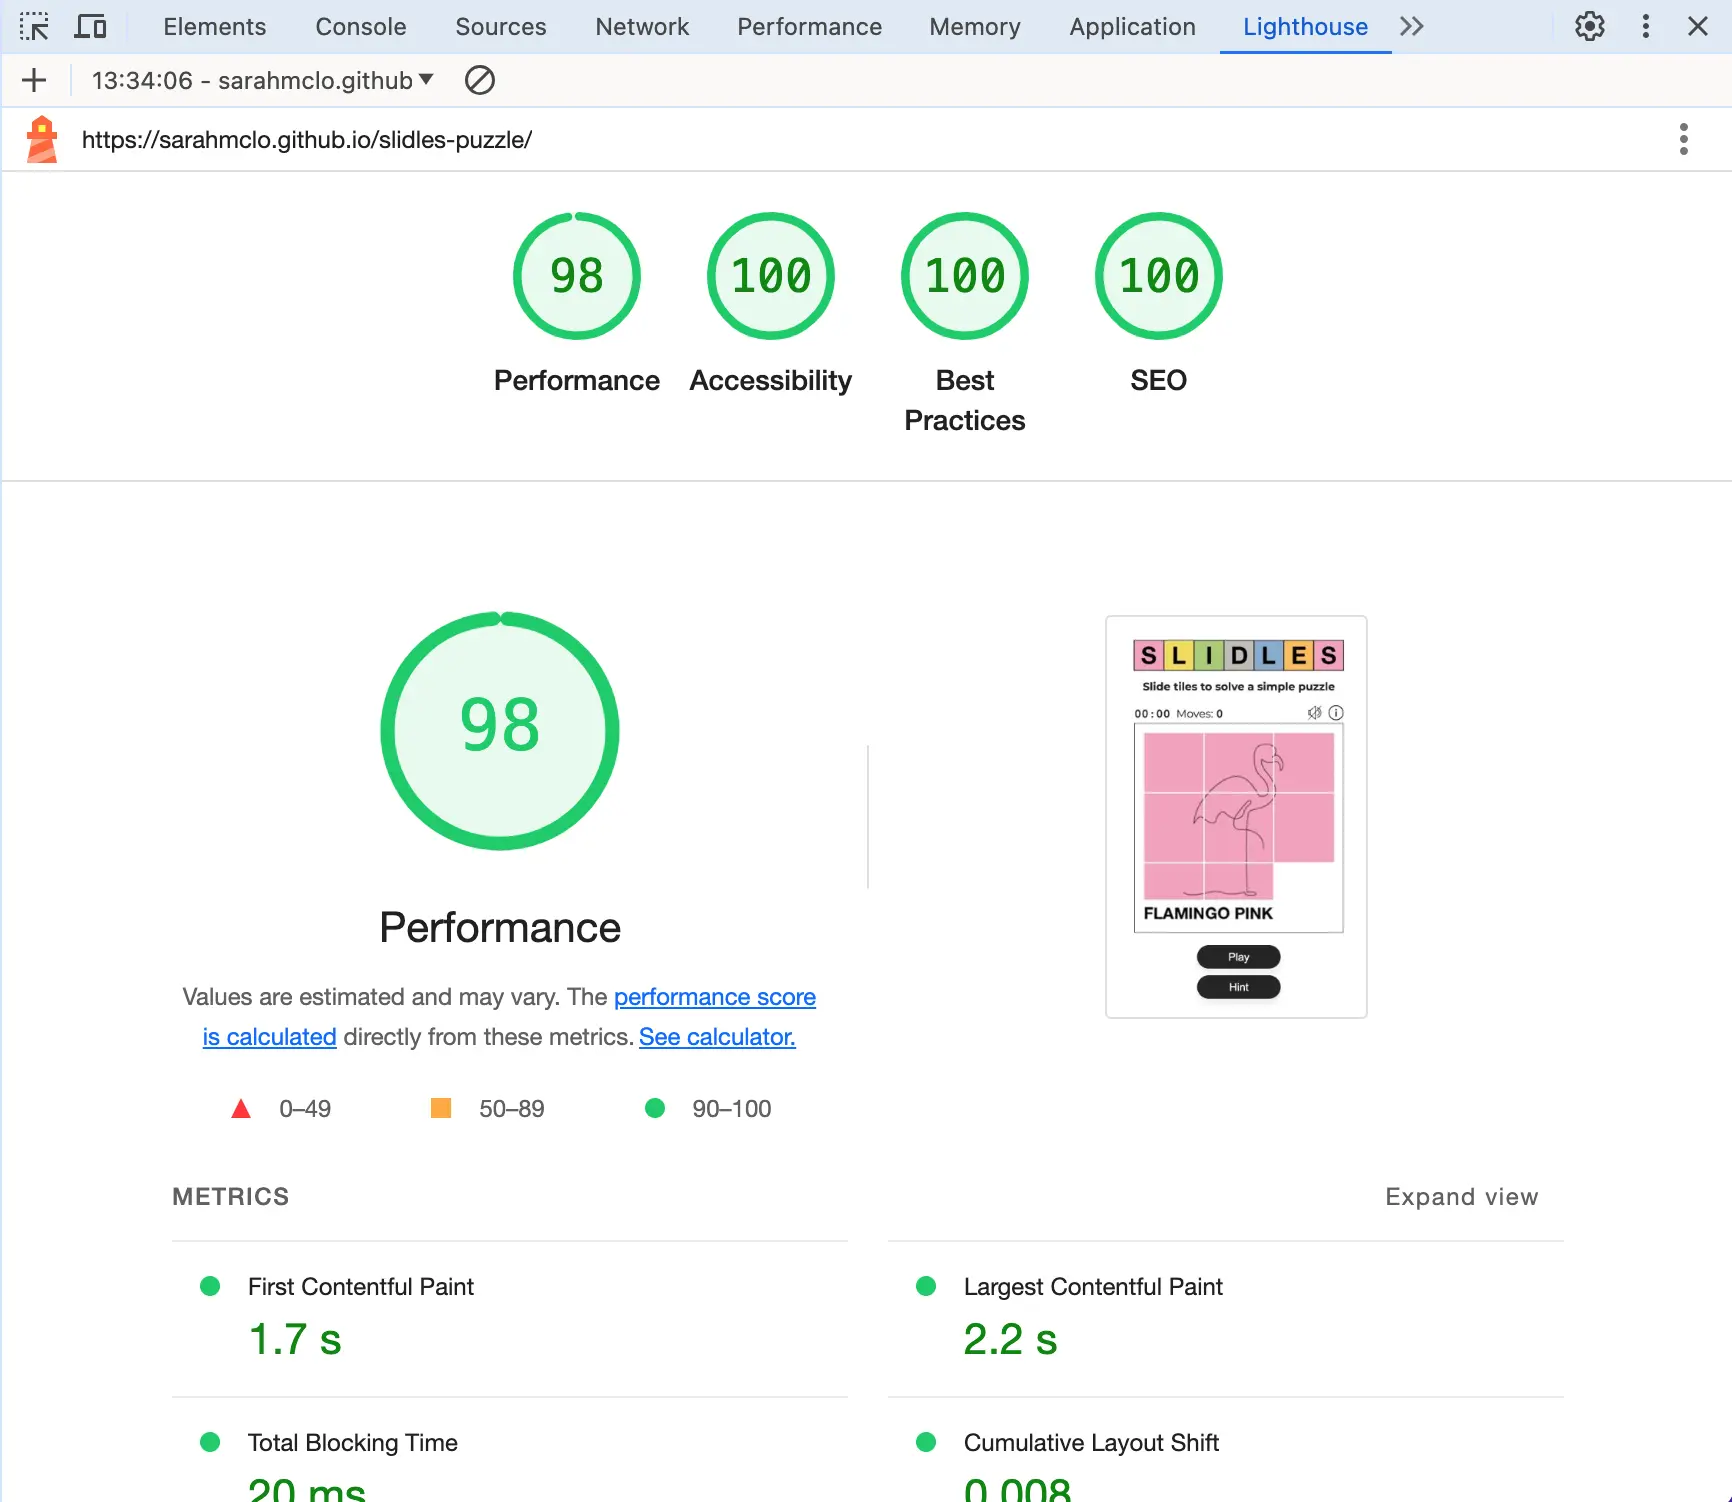 Elements Console Sources Network Performance Memory Application Lighthouse
13:34:06 - sarahmclo.github
https://sarahmclo.github.io/slidles-puzzle/
98 100 100 100
Performance Accessibility Best Practices SEO
98
Performance
Values are estimated and may vary. The performance score
is calculated directly from these metrics. See calculator.
0–49 50–89 90–100
SLIDLES
Slide tiles to solve a simple puzzle
00:00 Moves: 0
FLAMINGO PINK
Play
Hint
METRICS Expand view
First Contentful Paint
1.7 s
Largest Contentful Paint
2.2 s
Total Blocking Time
20 ms
Cumulative Layout Shift
0.008